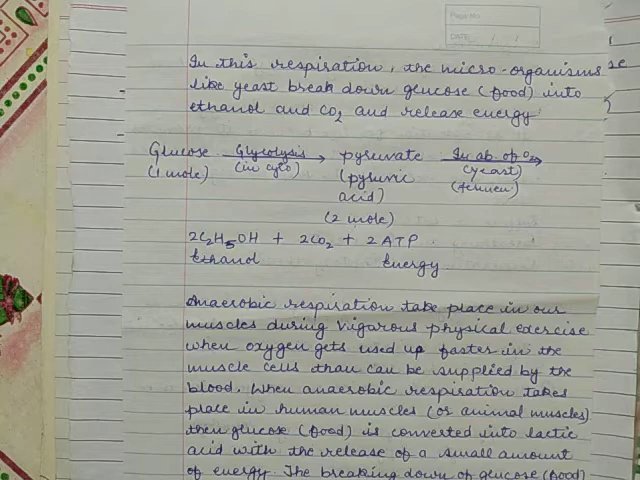 Page No.
DATE: / /
In this respiration, the micro-organisms
like yeast break down glucose (food) into
ethanol and CO2 and release energy
Glucose Glycolysis pyruvate In ab. of O2
(1 mole) (in cyto) (pyruvic (yeast)
acid) (fermen)
(2 mole)
2C2H5OH + 2CO2 + 2 ATP .
Ethanol Energy
Anaerobic respiration take place in our
muscles during vigarous physical exercise
when oxygen gets used up faster in the
muscle cells than can be supplied by the
blood. When anaerobic respiration takes
place in human muscles (or animal muscles)
then glucose (food) is converted into lactic
acid with the release of a small amount
of energy. The breaking down of glucose (food)